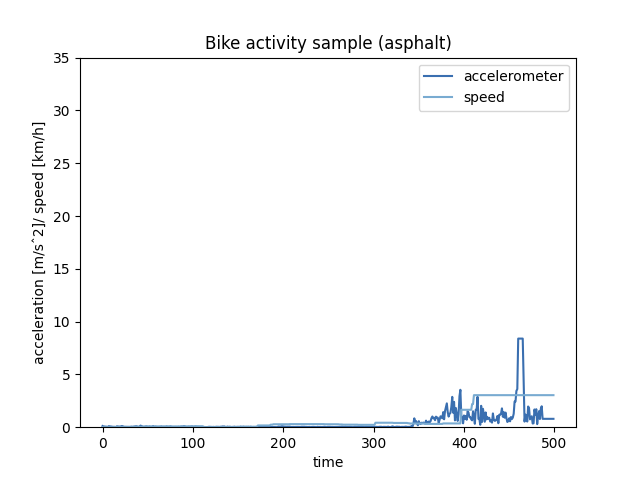 Bike activity sample (asphalt)
accelerometer
speed
acceleration [m/sˆ2]/ speed [km/h]
35
30
25
20
15
10
5
0
0 100 200 300 400 500
time